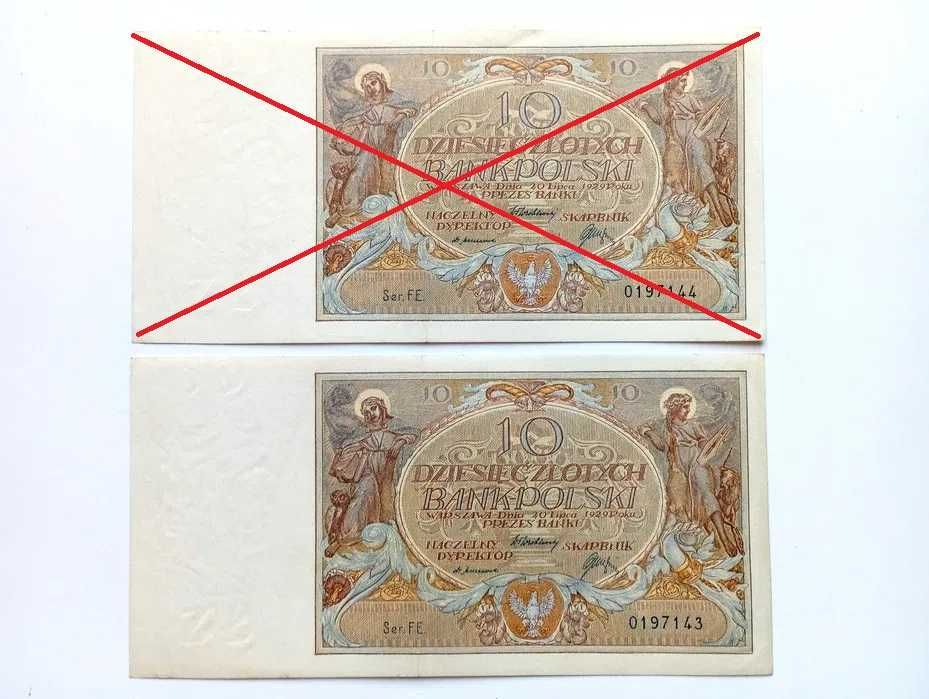 10 10
10
DZIESIĘĆ ZŁOTYCH
BANK POLSKI
(WARSZAWA-Dnia 20 Lipca 1929 Roku)
PREZES BANKU
NACZELNY SKARBNIK
DYREKTOR
Ser. FE. 0197144
10 10
10
DZIESIĘĆ ZŁOTYCH
BANK POLSKI
(WARSZAWA-Dnia 20 Lipca 1929 Roku)
PREZES BANKU
NACZELNY SKARBNIK
DYREKTOR
Ser. FE. 0197143